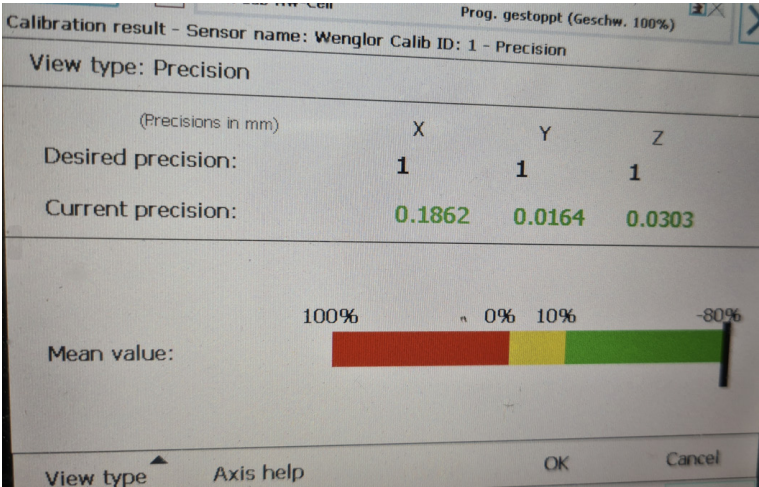 Prog. gestoppt (Geschw. 100%)
Calibration result - Sensor name: Wenglor Calib ID: 1 - Precision
View type: Precision
(Precisions in mm) X Y Z
Desired precision: 1 1 1
Current precision: 0.1862 0.0164 0.0303
100% 0% 10% -80%
Mean value:
View type Axis help OK Cancel